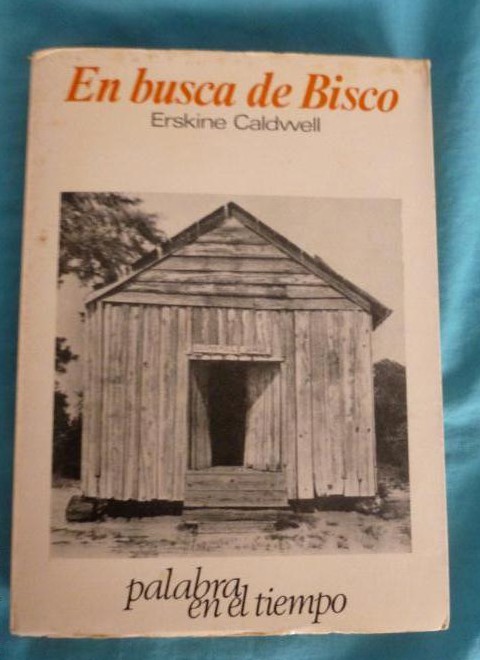 En busca de Bisco
Erskine Caldwell
palabra
en el tiempo